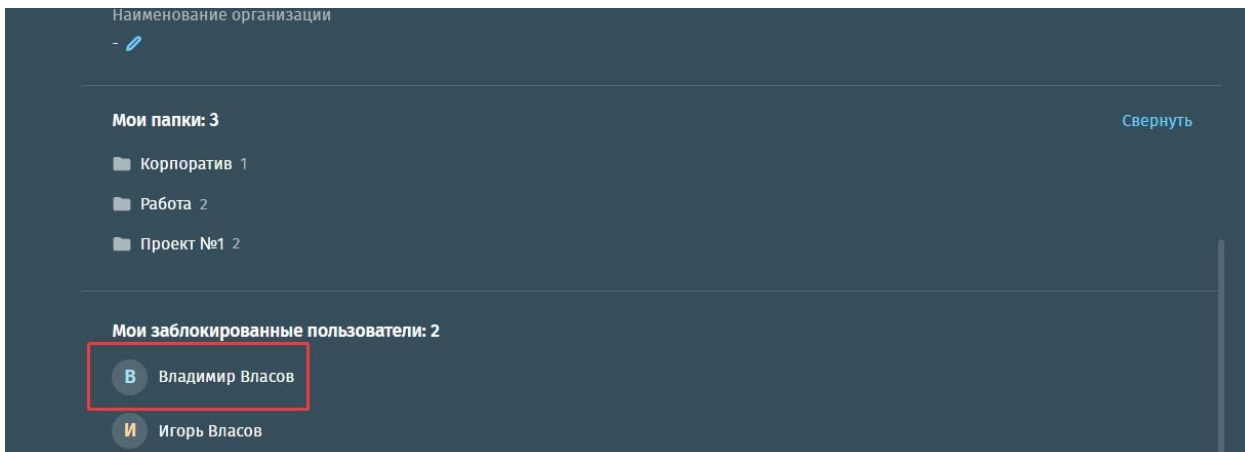 Наименование организации
-
Мои папки: 3
Свернуть
Корпоратив 1
Работа 2
Проект №1 2
Мои заблокированные пользователи: 2
В Владимир Власов
И Игорь Власов